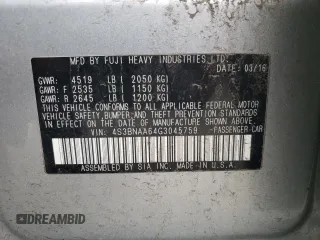 MFD BY FUJI HEAVY INDUSTRIES LTD.
03/16
GVWR: 4519 LB ( 2050 KG)
GAWR: F 2535 LB ( 1150 KG)
GAWR: R 2645 LB ( 1200 KG)
THIS VEHICLE CONFORMS TO ALL APPLICABLE FEDERAL MOTOR
VEHICLE SAFETY, BUMPER, AND THEFT PREVENTION STANDARDS
IN EFFECT ON THE DATE OF MANUFACTURE SHOWN ABOVE.
VIN: 4S3BNAA64G3045759 PASSENGER CAR
ASSEMBLED BY SIA INC. MADE IN U.S.A.
DREAMBID